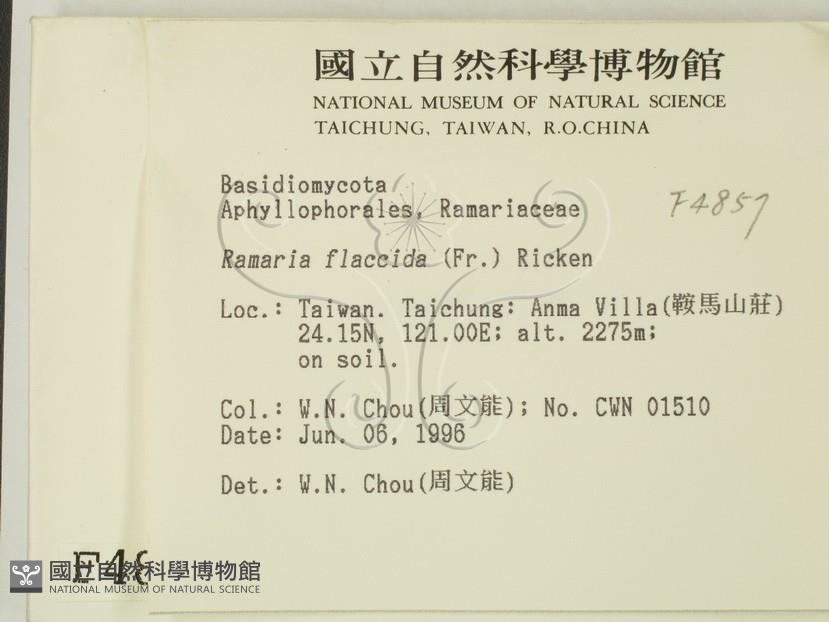 國立自然科學博物館
NATIONAL MUSEUM OF NATURAL SCIENCE
TAICHUNG, TAIWAN, R.O.CHINA
Basidiomycota
Aphyllophorales, Ramariaceae
F4857
Ramaria flaccida (Fr.) Ricken
Loc.: Taiwan. Taichung: Anma Villa(鞍馬山莊)
24.15N, 121.00E; alt. 2275m;
on soil.
Col.: W.N. Chou(周文能); No. CWN 01510
Date: Jun. 06, 1996
Det.: W.N. Chou(周文能)
F48
國立自然科學博物館
NATIONAL MUSEUM OF NATURAL SCIENCE